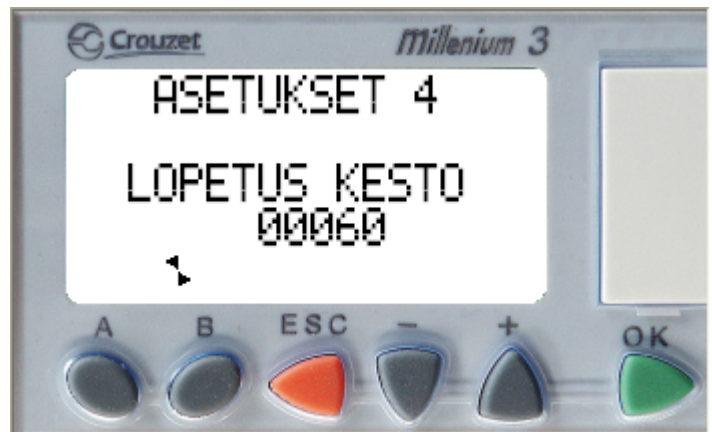 Crouzet
Millenium 3
ASETUKSET 4
LOPETUS KESTO
00060
A
B
ESC
-
+
OK